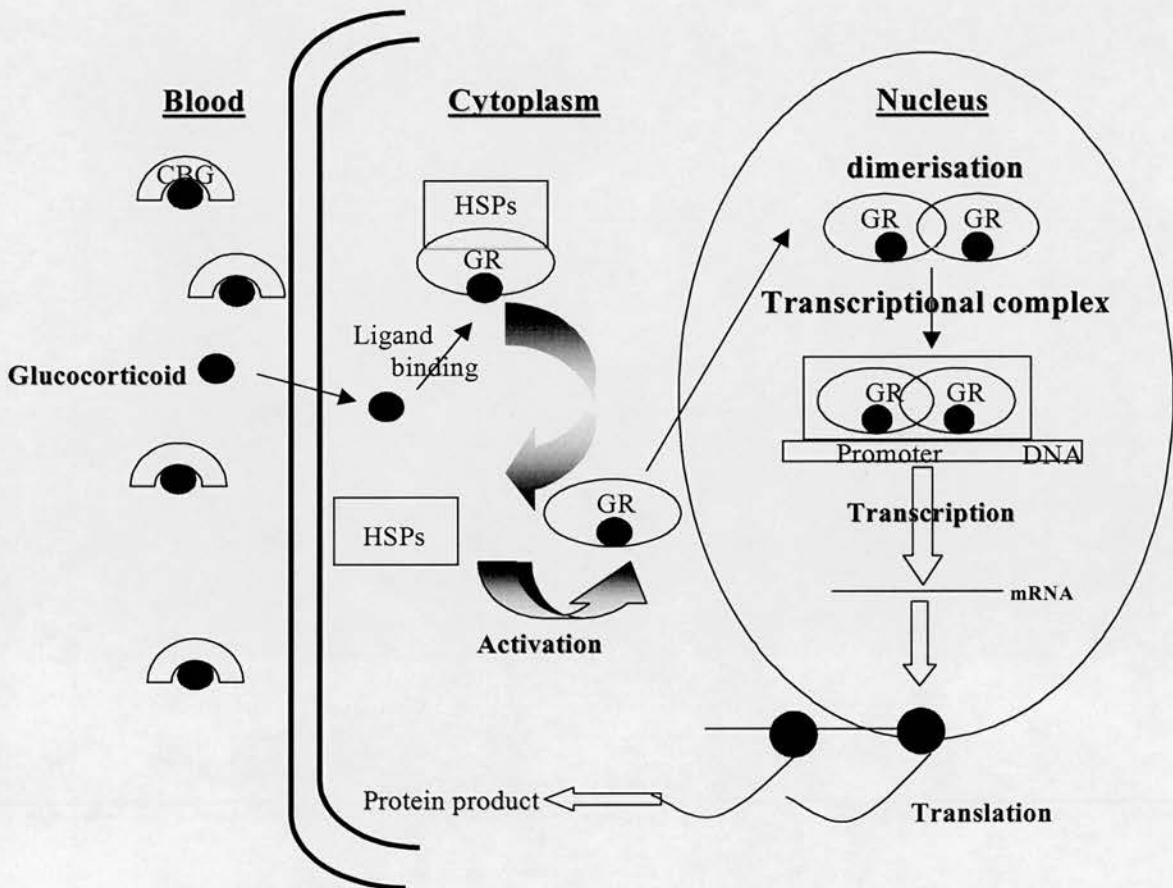 Blood
Cytoplasm
Nucleus
CBG
HSPs
GR
dimerisation
GR GR
Transcriptional complex
Ligand
binding
Glucocorticoid
GR GR
Promoter DNA
HSPs
GR
Transcription
mRNA
Activation
Protein product
Translation